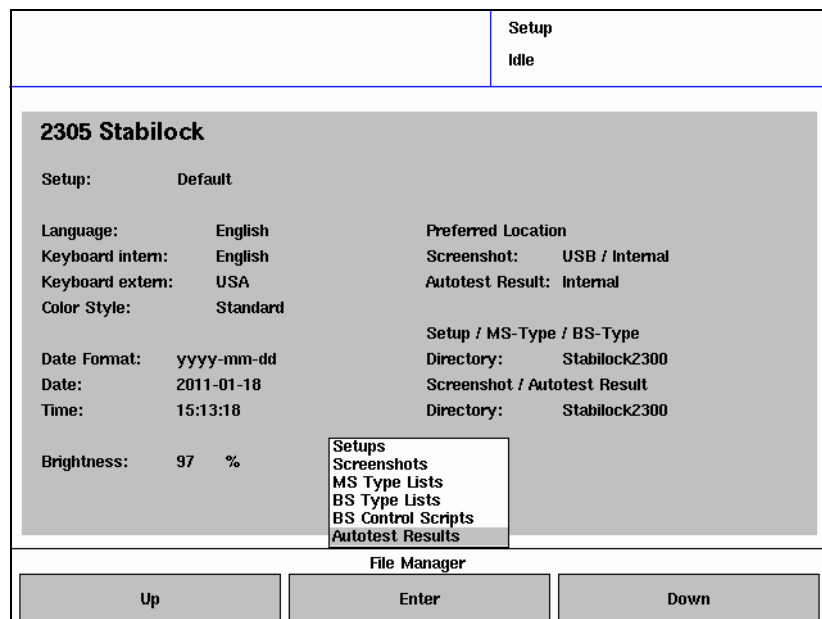 Setup
Idle
2305 Stabilock
Setup: Default
Language: English
Keyboard intern: English
Keyboard extern: USA
Color Style: Standard
Date Format: yyyy-mm-dd
Date: 2011-01-18
Time: 15:13:18
Brightness: 97 %
Preferred Location
Screenshot: USB / Internal
Autotest Result: Internal
Setup / MS-Type / BS-Type
Directory: Stabilock2300
Screenshot / Autotest Result
Directory: Stabilock2300
Setups
Screenshots
MS Type Lists
BS Type Lists
BS Control Scripts
Autotest Results
File Manager
Up Enter Down